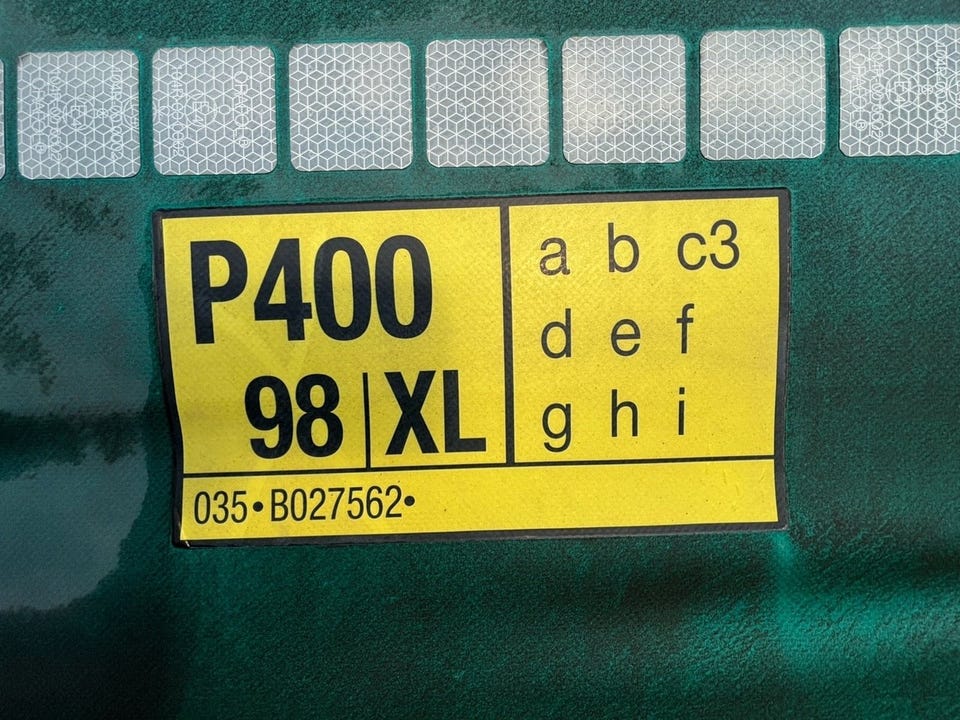 P400
98 XL
a b c3
d e f
g h i
035•B027562•